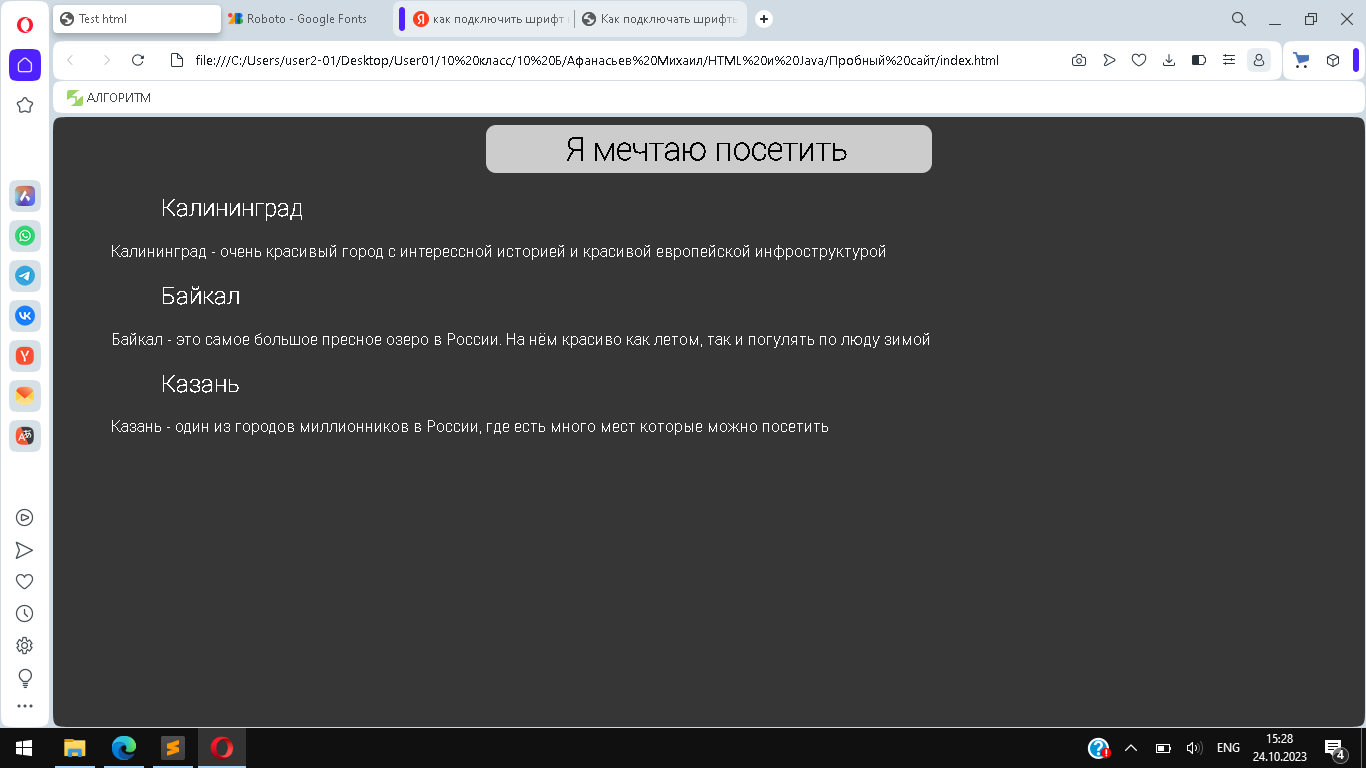 Test html
Roboto - Google Fonts
как подключить шрифт
Как подключать шрифты
file:///C:/Users/user2-01/Desktop/User01/10%20класс/10%20Б/Афанасьев%20Михаил/HTML%20и%20Java/Пробный%20сайт/index.html
АЛГОРИТМ
Я мечтаю посетить
Калининград
Калининград - очень красивый город с интерессной историей и красивой европейской инфроструктурой
Байкал
Байкал - это самое большое пресное озеро в России. На нём красиво как летом, так и погулять по люду зимой
Казань
Казань - один из городов миллионников в России, где есть много мест которые можно посетить
ENG
15:28
24.10.2023
4